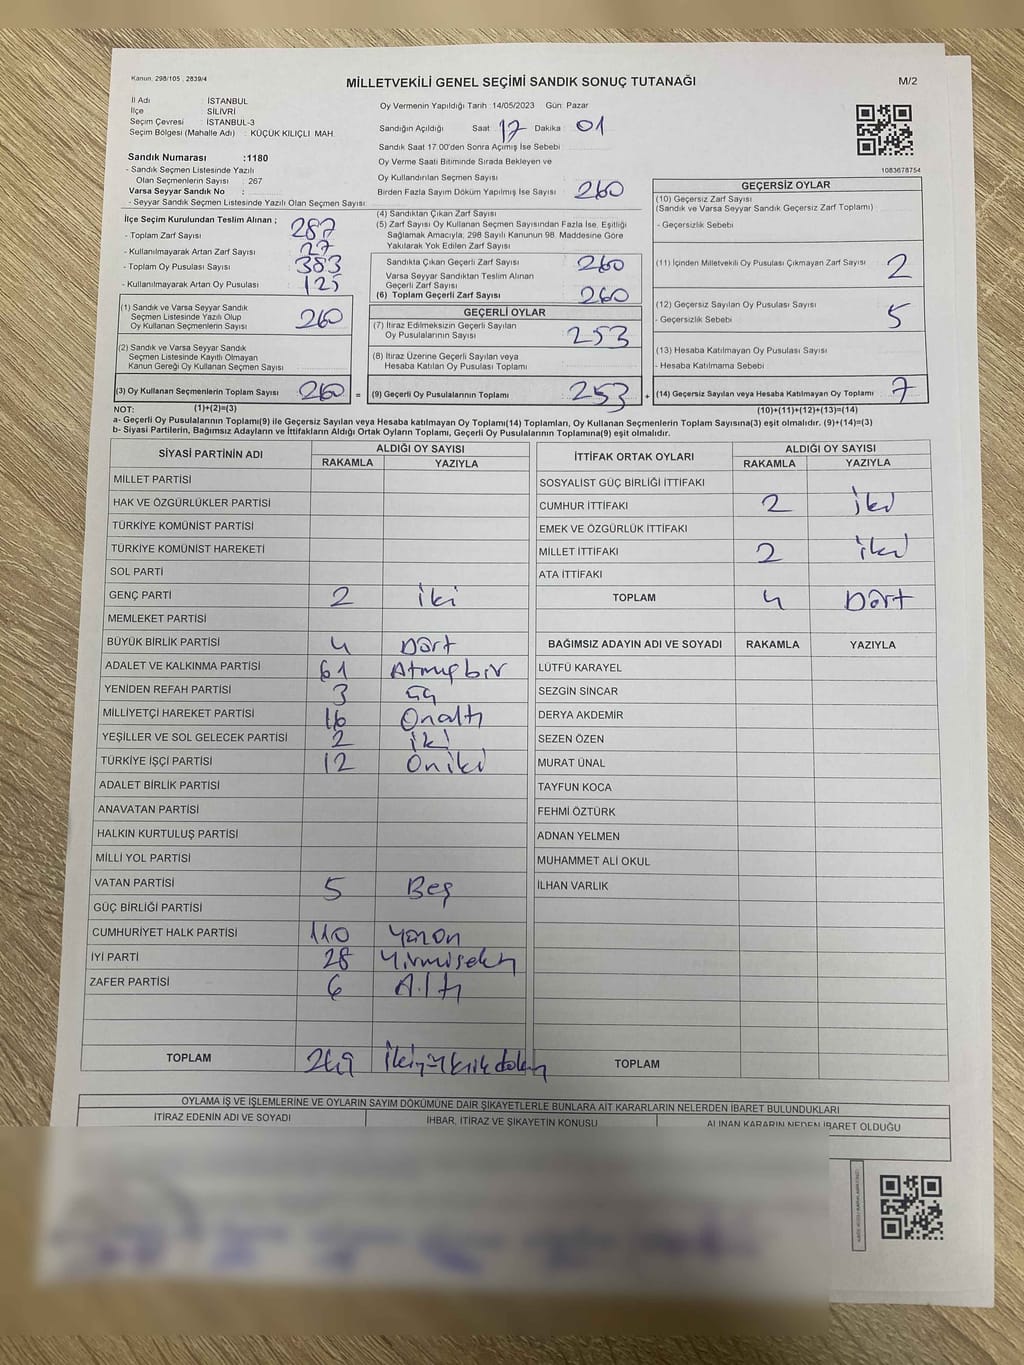 Kanun. 298/105 , 2839/4
MİLLETVEKİLİ GENEL SEÇİMİ SANDIK SONUÇ TUTANAĞI
M/2
İl Adı : İSTANBUL
İlçe : SİLİVRİ
Seçim Çevresi : İSTANBUL-3
Seçim Bölgesi (Mahalle Adı) : KÜÇÜK KILIÇLI MAH.
Sandık Numarası :1180
- Sandık Seçmen Listesinde Yazılı
Olan Seçmenlerin Sayısı : 267
Varsa Seyyar Sandık No :
- Seyyar Sandık Seçmen Listesinde Yazılı Olan Seçmen Sayısı :
Oy Vermenin Yapıldığı Tarih :14/05/2023 Gün: Pazar
Sandığın Açıldığı Saat 17 Dakika 01
Sandık Saat 17:00'den Sonra Açımış İse Sebebi
Oy Verme Saati Bitiminde Sırada Bekleyen ve
Oy Kullandırılan Seçmen Sayısı
Birden Fazla Sayım Döküm Yapılmış İse Sayısı 260
1083678754
İlçe Seçim Kurulundan Teslim Alınan ;
- Toplam Zarf Sayısı 287
- Kullanılmayarak Artan Zarf Sayısı 27
- Toplam Oy Pusulası Sayısı 383
- Kullanılmayarak Artan Oy Pusulası 125
(1) Sandık ve Varsa Seyyar Sandık
Seçmen Listesinde Yazılı Olup
Oy Kullanan Seçmenlerin Sayısı 260
(2) Sandık ve Varsa Seyyar Sandık
Seçmen Listesinde Kayıtlı Olmayan
Kanun Gereği Oy Kullanan Seçmen Sayısı
(3) Oy Kullanan Seçmenlerin Toplam Sayısı 260 =
(4) Sandıktan Çıkan Zarf Sayısı
(5) Zarf Sayısı Oy Kullanan Seçmen Sayısından Fazla İse, Eşitliği
Sağlamak Amacıyla, 298 Sayılı Kanunun 98. Maddesine Göre
Yakılarak Yok Edilen Zarf Sayısı
Sandıkta Çıkan Geçerli Zarf Sayısı 260
Varsa Seyyar Sandıktan Teslim Alınan
Geçerli Zarf Sayısı
(6) Toplam Geçerli Zarf Sayısı 260
GEÇERLİ OYLAR
(7) İtiraz Edilmeksizin Geçerli Sayılan
Oy Pusulalarının Sayısı 253
(8) İtiraz Üzerine Geçerli Sayılan veya
Hesaba Katılan Oy Pusulası Toplamı
(9) Geçerli Oy Pusulalarının Toplamı 253 +
GEÇERSİZ OYLAR
(10) Geçersiz Zarf Sayısı
(Sandık ve Varsa Seyyar Sandık Geçersiz Zarf Toplamı)
- Geçersizlik Sebebi
(11) İçinden Milletvekili Oy Pusulası Çıkmayan Zarf Sayısı 2
(12) Geçersiz Sayılan Oy Pusulası Sayısı 5
- Geçersizlik Sebebi
(13) Hesaba Katılmayan Oy Pusulası Sayısı
- Hesaba Katılmama Sebebi
(14) Geçersiz Sayılan veya Hesaba Katılmayan Oy Toplamı 7
NOT: (1)+(2)=(3) (10)+(11)+(12)+(13)=(14)
a- Geçerli Oy Pusulalarının Toplam(9) ile Geçersiz Sayılan veya Hesaba katılmayan Oy Toplamı(14) Toplamları, Oy Kullanan Seçmenlerin Toplam Sayısına(3) eşit olmalıdır. (9)+(14)=(3)
b- Siyasi Partilerin, Bağımsız Adayların ve İttifakların Aldığı Ortak Oyların Toplamı, Geçerli Oy Pusulalarının Toplamına(9) eşit olmalıdır.
SİYASİ PARTİNİN ADI ALDIĞI OY SAYISI
RAKAMLA YAZIYLA
MİLLET PARTİSİ
HAK VE ÖZGÜRLÜKLER PARTİSİ
TÜRKİYE KOMÜNİST PARTİSİ
TÜRKİYE KOMÜNİST HAREKETİ
SOL PARTİ
GENÇ PARTİ 2 iki
MEMLEKET PARTİSİ
BÜYÜK BİRLİK PARTİSİ 4 Dört
ADALET VE KALKINMA PARTİSİ 61 Atmışbir
YENİDEN REFAH PARTİSİ 3 üç
MİLLİYETÇİ HAREKET PARTİSİ 16 Onaltı
YEŞİLLER VE SOL GELECEK PARTİSİ 2 iki
TÜRKİYE İŞÇİ PARTİSİ 12 Oniki
ADALET BİRLİK PARTİSİ
ANAVATAN PARTİSİ
HALKIN KURTULUŞ PARTİSİ
MİLLİ YOL PARTİSİ
VATAN PARTİSİ 5 Beş
GÜÇ BİRLİĞİ PARTİSİ
CUMHURİYET HALK PARTİSİ 110 Yüzon
İYİ PARTİ 28 Yirmisekiz
ZAFER PARTİSİ 6 Altı
TOPLAM 249 ikiyüzkırkdokuz
İTTİFAK ORTAK OYLARI ALDIĞI OY SAYISI
RAKAMLA YAZIYLA
SOSYALİST GÜÇ BİRLİĞİ İTTİFAKI
CUMHUR İTTİFAKI 2 iki
EMEK VE ÖZGÜRLÜK İTTİFAKI
MİLLET İTTİFAKI 2 iki
ATA İTTİFAKI
TOPLAM 4 Dört
BAĞIMSIZ ADAYIN ADI VE SOYADI RAKAMLA YAZIYLA
LÜTFÜ KARAYEL
SEZGİN SİNCAR
DERYA AKDEMİR
SEZEN ÖZEN
MURAT ÜNAL
TAYFUN KOCA
FEHMİ ÖZTÜRK
ADNAN YELMEN
MUHAMMET ALİ OKUL
İLHAN VARLIK
TOPLAM
OYLAMA İŞ VE İŞLEMLERİNE VE OYLARIN SAYIM DÖKÜMÜNE DAİR ŞİKAYETLERLE BUNLARA AİT KARARLARIN NELERDEN İBARET BULUNDUKLARI
İTİRAZ EDENİN ADI VE SOYADI İHBAR, İTİRAZ VE ŞİKAYETİN KONUSU ALINAN KARARIN NEDEN İBARET OLDUĞU